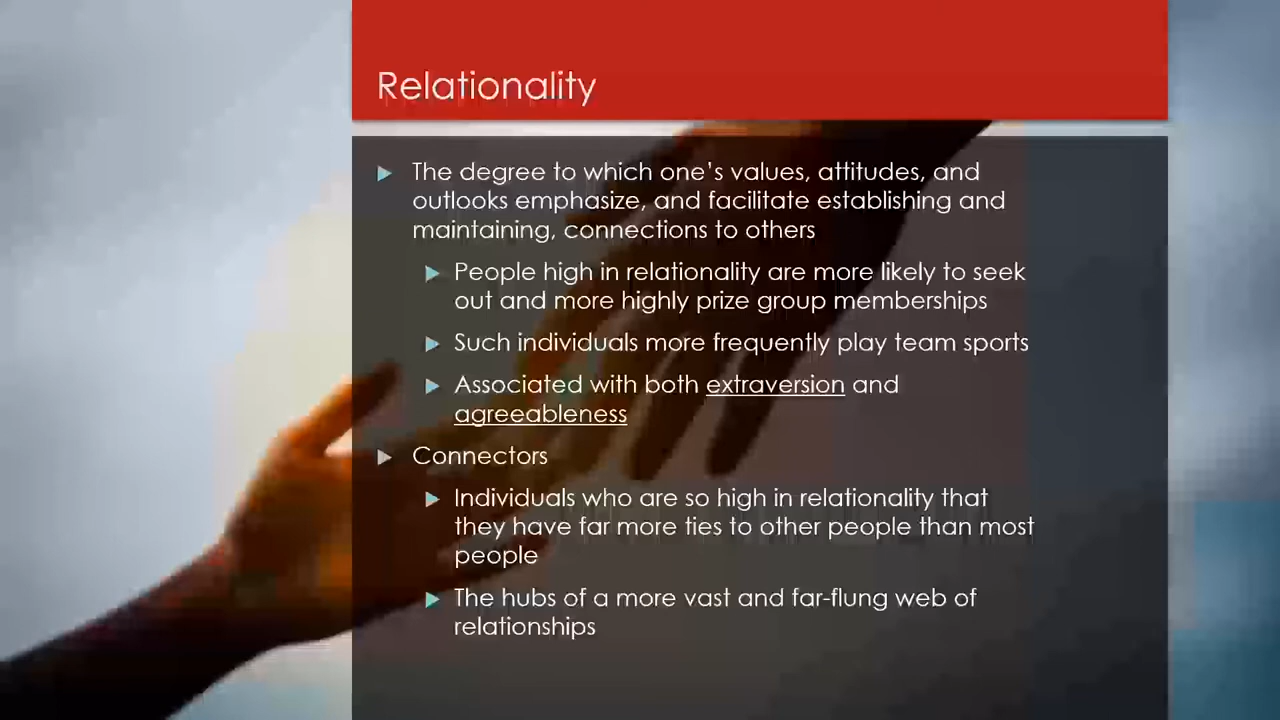 Relationality
The degree to which one's values, attitudes, and
outlooks emphasize, and facilitate establishing and
maintaining, connections to others
People high in relationality are more likely to seek
out and more highly prize group memberships
Such individuals more frequently play team sports
Associated with both extraversion and
agreeableness
Connectors
Individuals who are so high in relationality that
they have far more ties to other people than most
people
The hubs of a more vast and far-flung web of
relationships